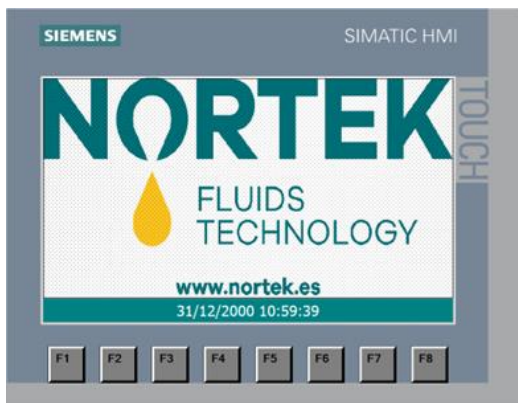 SIEMENS
SIMATIC HMI
TOUCH
NORTEK
FLUIDS
TECHNOLOGY
www.nortek.es
31/12/2000 10:59:39
F1 F2 F3 F4 F5 F6 F7 F8